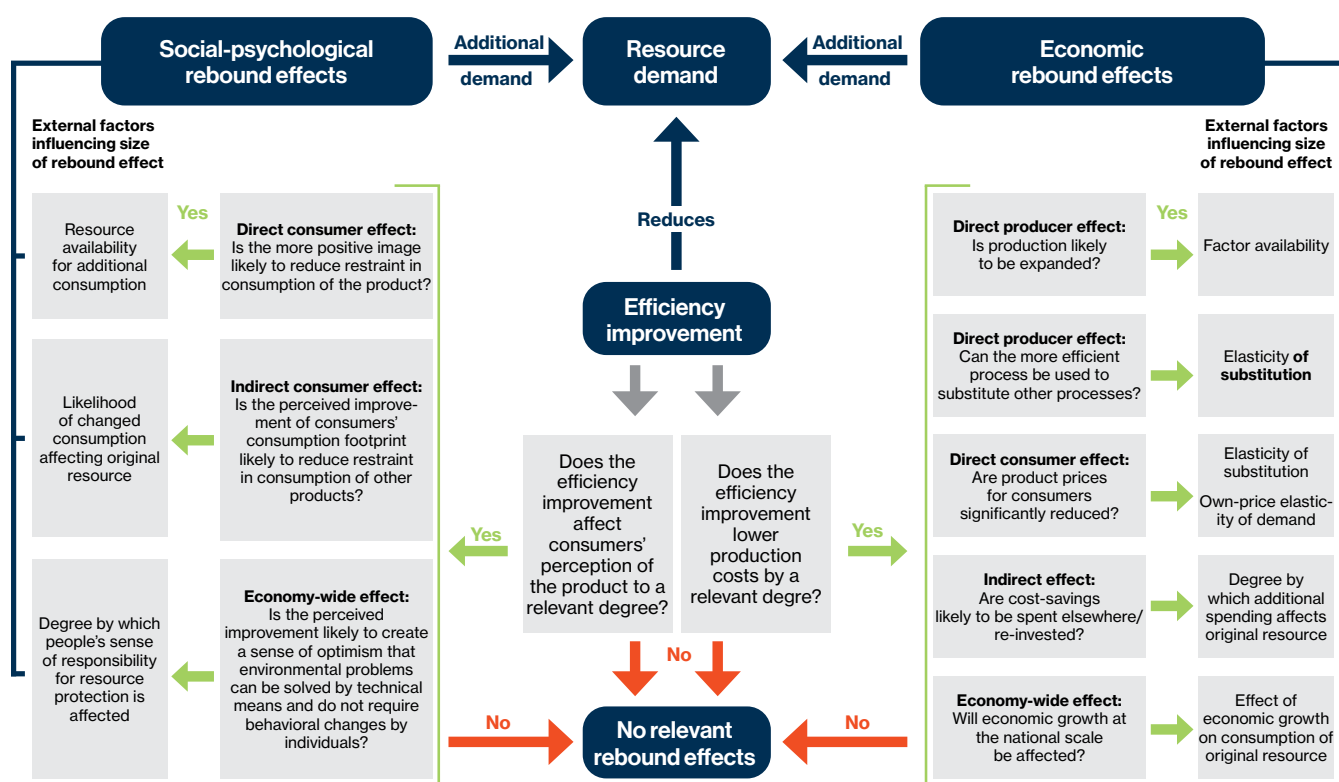 Social-psychological
rebound effects
Additional
demand
Resource
demand
Additional
demand
Economic
rebound effects
External factors
influencing size
of rebound effect
Resource
availability
for additional
consumption
Yes
Direct consumer effect:
Is the more positive image
likely to reduce restraint in
consumption of the product?
Likelihood
of changed
consumption
affecting original
resource
Indirect consumer effect:
Is the perceived improve-
ment of consumers’
consumption footprint
likely to reduce restraint
in consumption of other
products?
Degree by which
people’s sense
of responsibility
for resource
protection is
affected
Economy-wide effect:
Is the perceived
improvement likely to create
a sense of optimism that
environmental problems
can be solved by technical
means and do not require
behavioral changes by
individuals?
Reduces
Efficiency
improvement
Yes
Does the
efficiency
improvement
affect
consumers’
perception of
the product to a
relevant degree?
Does the
efficiency
improvement
lower
production
costs by a
relevant degre?
Yes
No
No
No relevant
rebound effects
No
External factors
influencing size
of rebound effect
Direct producer effect:
Is production likely
to be expanded?
Yes
Factor availability
Direct producer effect:
Can the more efficient
process be used to
substitute other processes?
Elasticity of
substitution
Direct consumer effect:
Are product prices
for consumers
significantly reduced?
Elasticity of
substitution
Own-price elastic-
ity of demand
Indirect effect:
Are cost-savings
likely to be spent elsewhere/
re-invested?
Degree by
which additional
spending affects
original resource
Economy-wide effect:
Will economic growth at
the national scale
be affected?
Effect of
economic growth
on consumption of
original resource